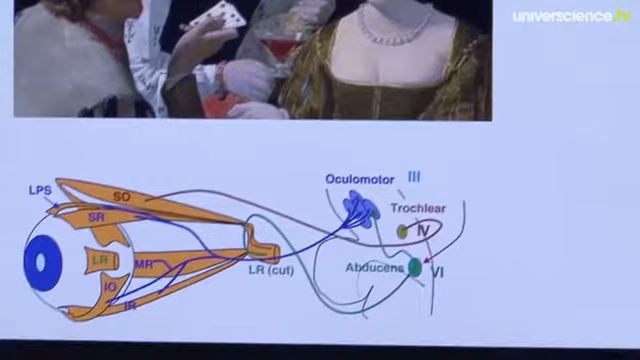 universcience.tv
Oculomotor III
LPS
SO
Trochlear
SR
IV
LR
MR
LR (cut)
Abducens
VI
IO
IR